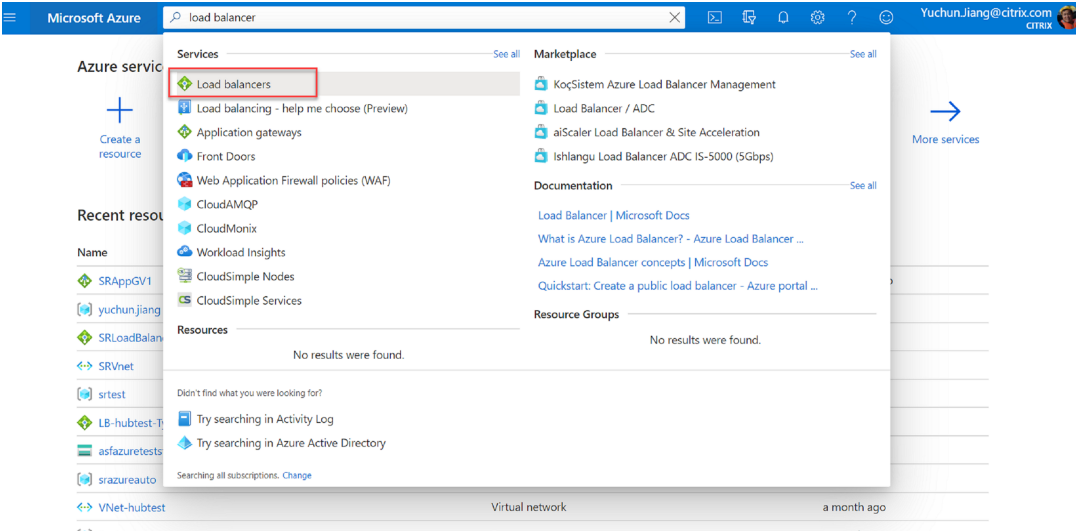 Microsoft Azure
load balancer
Yuchun.Jiang@citrix.com
CITRIX
Azure servic
Create a
resource
More services
Services
See all
Load balancers
Load balancing - help me choose (Preview)
Application gateways
Front Doors
Web Application Firewall policies (WAF)
CloudAMQP
CloudMonix
Workload Insights
CloudSimple Nodes
CloudSimple Services
Resources
No results were found.
Marketplace
See all
KoçSistem Azure Load Balancer Management
Load Balancer / ADC
aiScaler Load Balancer & Site Acceleration
Ishlangu Load Balancer ADC IS-5000 (5Gbps)
Documentation
See all
Load Balancer | Microsoft Docs
What is Azure Load Balancer? - Azure Load Balancer ...
Azure Load Balancer concepts | Microsoft Docs
Quickstart: Create a public load balancer - Azure portal ...
Resource Groups
No results were found.
Didn't find what you were looking for?
Try searching in Activity Log
Try searching in Azure Active Directory
Searching all subscriptions. Change
Recent resou
Name
SRAppGV1
yuchun.jiang
SRLoadBalan
SRVnet
srtest
LB-hubtest-Ty
asfazuretests
srazureauto
VNet-hubtest
Virtual network
a month ago